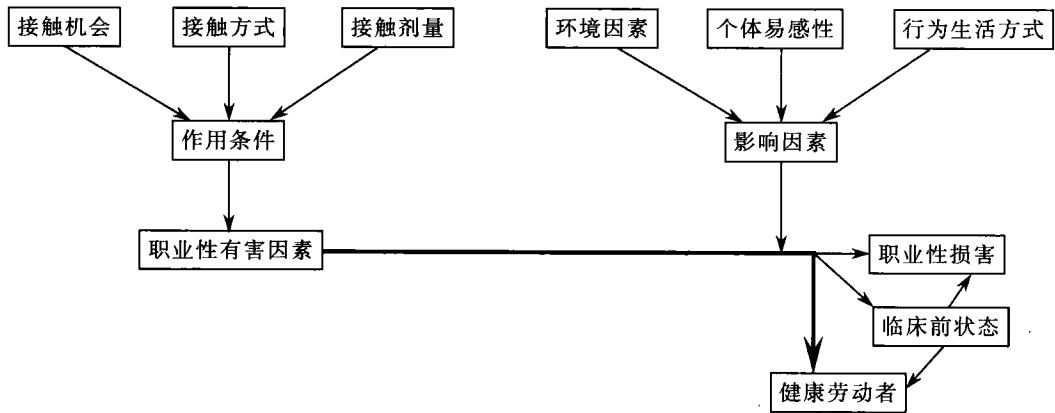 接触机会
接触方式
接触剂量
环境因素
个体易感性
行为生活方式
作用条件
影响因素
职业性有害因素
职业性损害
临床前状态
健康劳动者